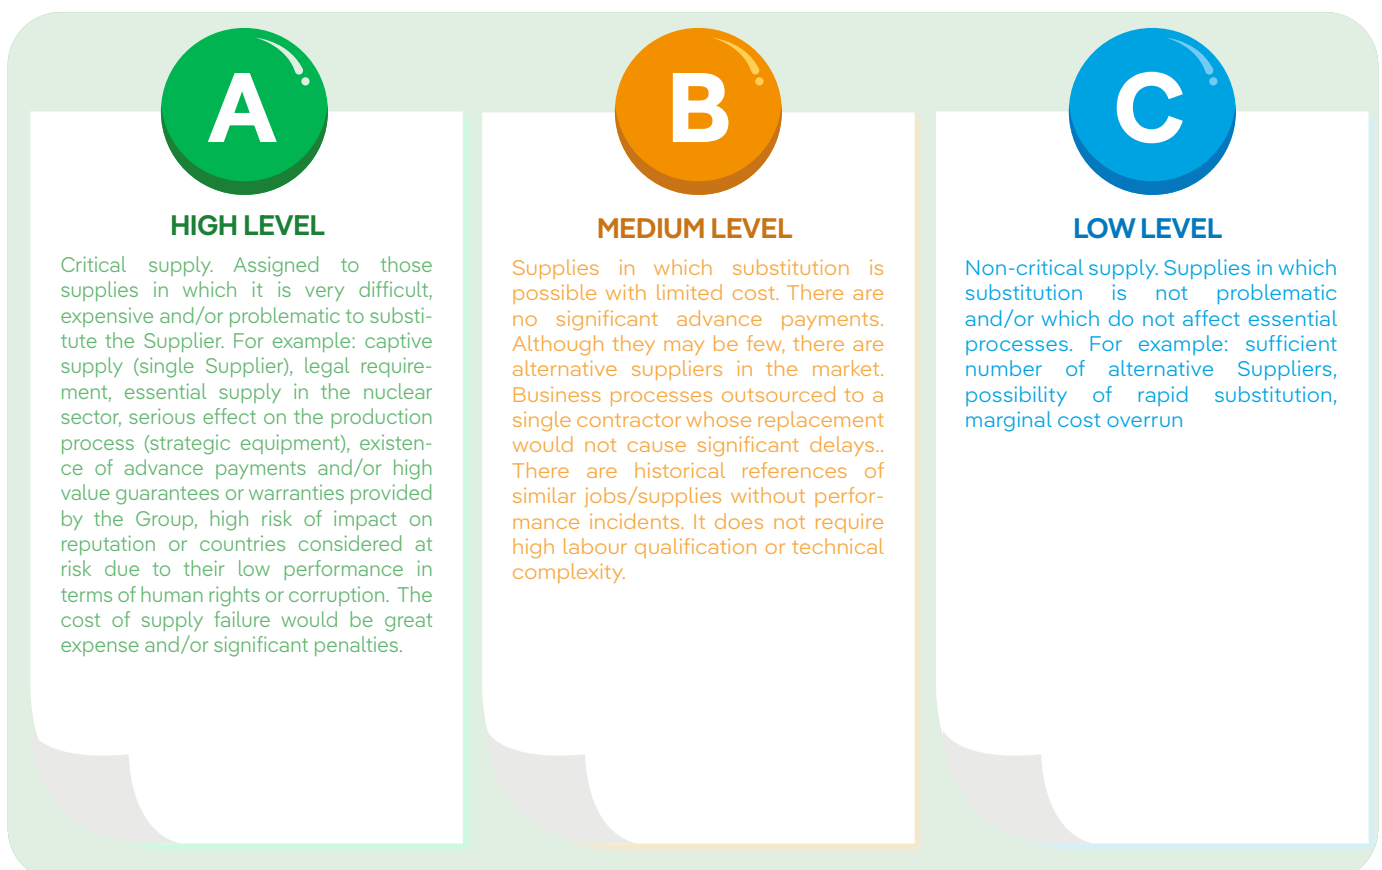 A
HIGH LEVEL
Critical supply. Assigned to those
supplies in which it is very difficult,
expensive and/or problematic to substi-
tute the Supplier. For example: captive
supply (single Supplier), legal require-
ment, essential supply in the nuclear
sector, serious effect on the production
process (strategic equipment), existen-
ce of advance payments and/or high
value guarantees or warranties provided
by the Group, high risk of impact on
reputation or countries considered at
risk due to their low performance in
terms of human rights or corruption. The
cost of supply failure would be great
expense and/or significant penalties.
B
MEDIUM LEVEL
Supplies in which substitution is
possible with limited cost. There are
no significant advance payments.
Although they may be few, there are
alternative suppliers in the market.
Business processes outsourced to a
single contractor whose replacement
would not cause significant delays..
There are historical references of
similar jobs/supplies without perfor-
mance incidents. It does not require
high labour qualification or technical
complexity.
C
LOW LEVEL
Non-critical supply. Supplies in which
substitution is not problematic
and/or which do not affect essential
processes. For example: sufficient
number of alternative Suppliers,
possibility of rapid substitution,
marginal cost overrun